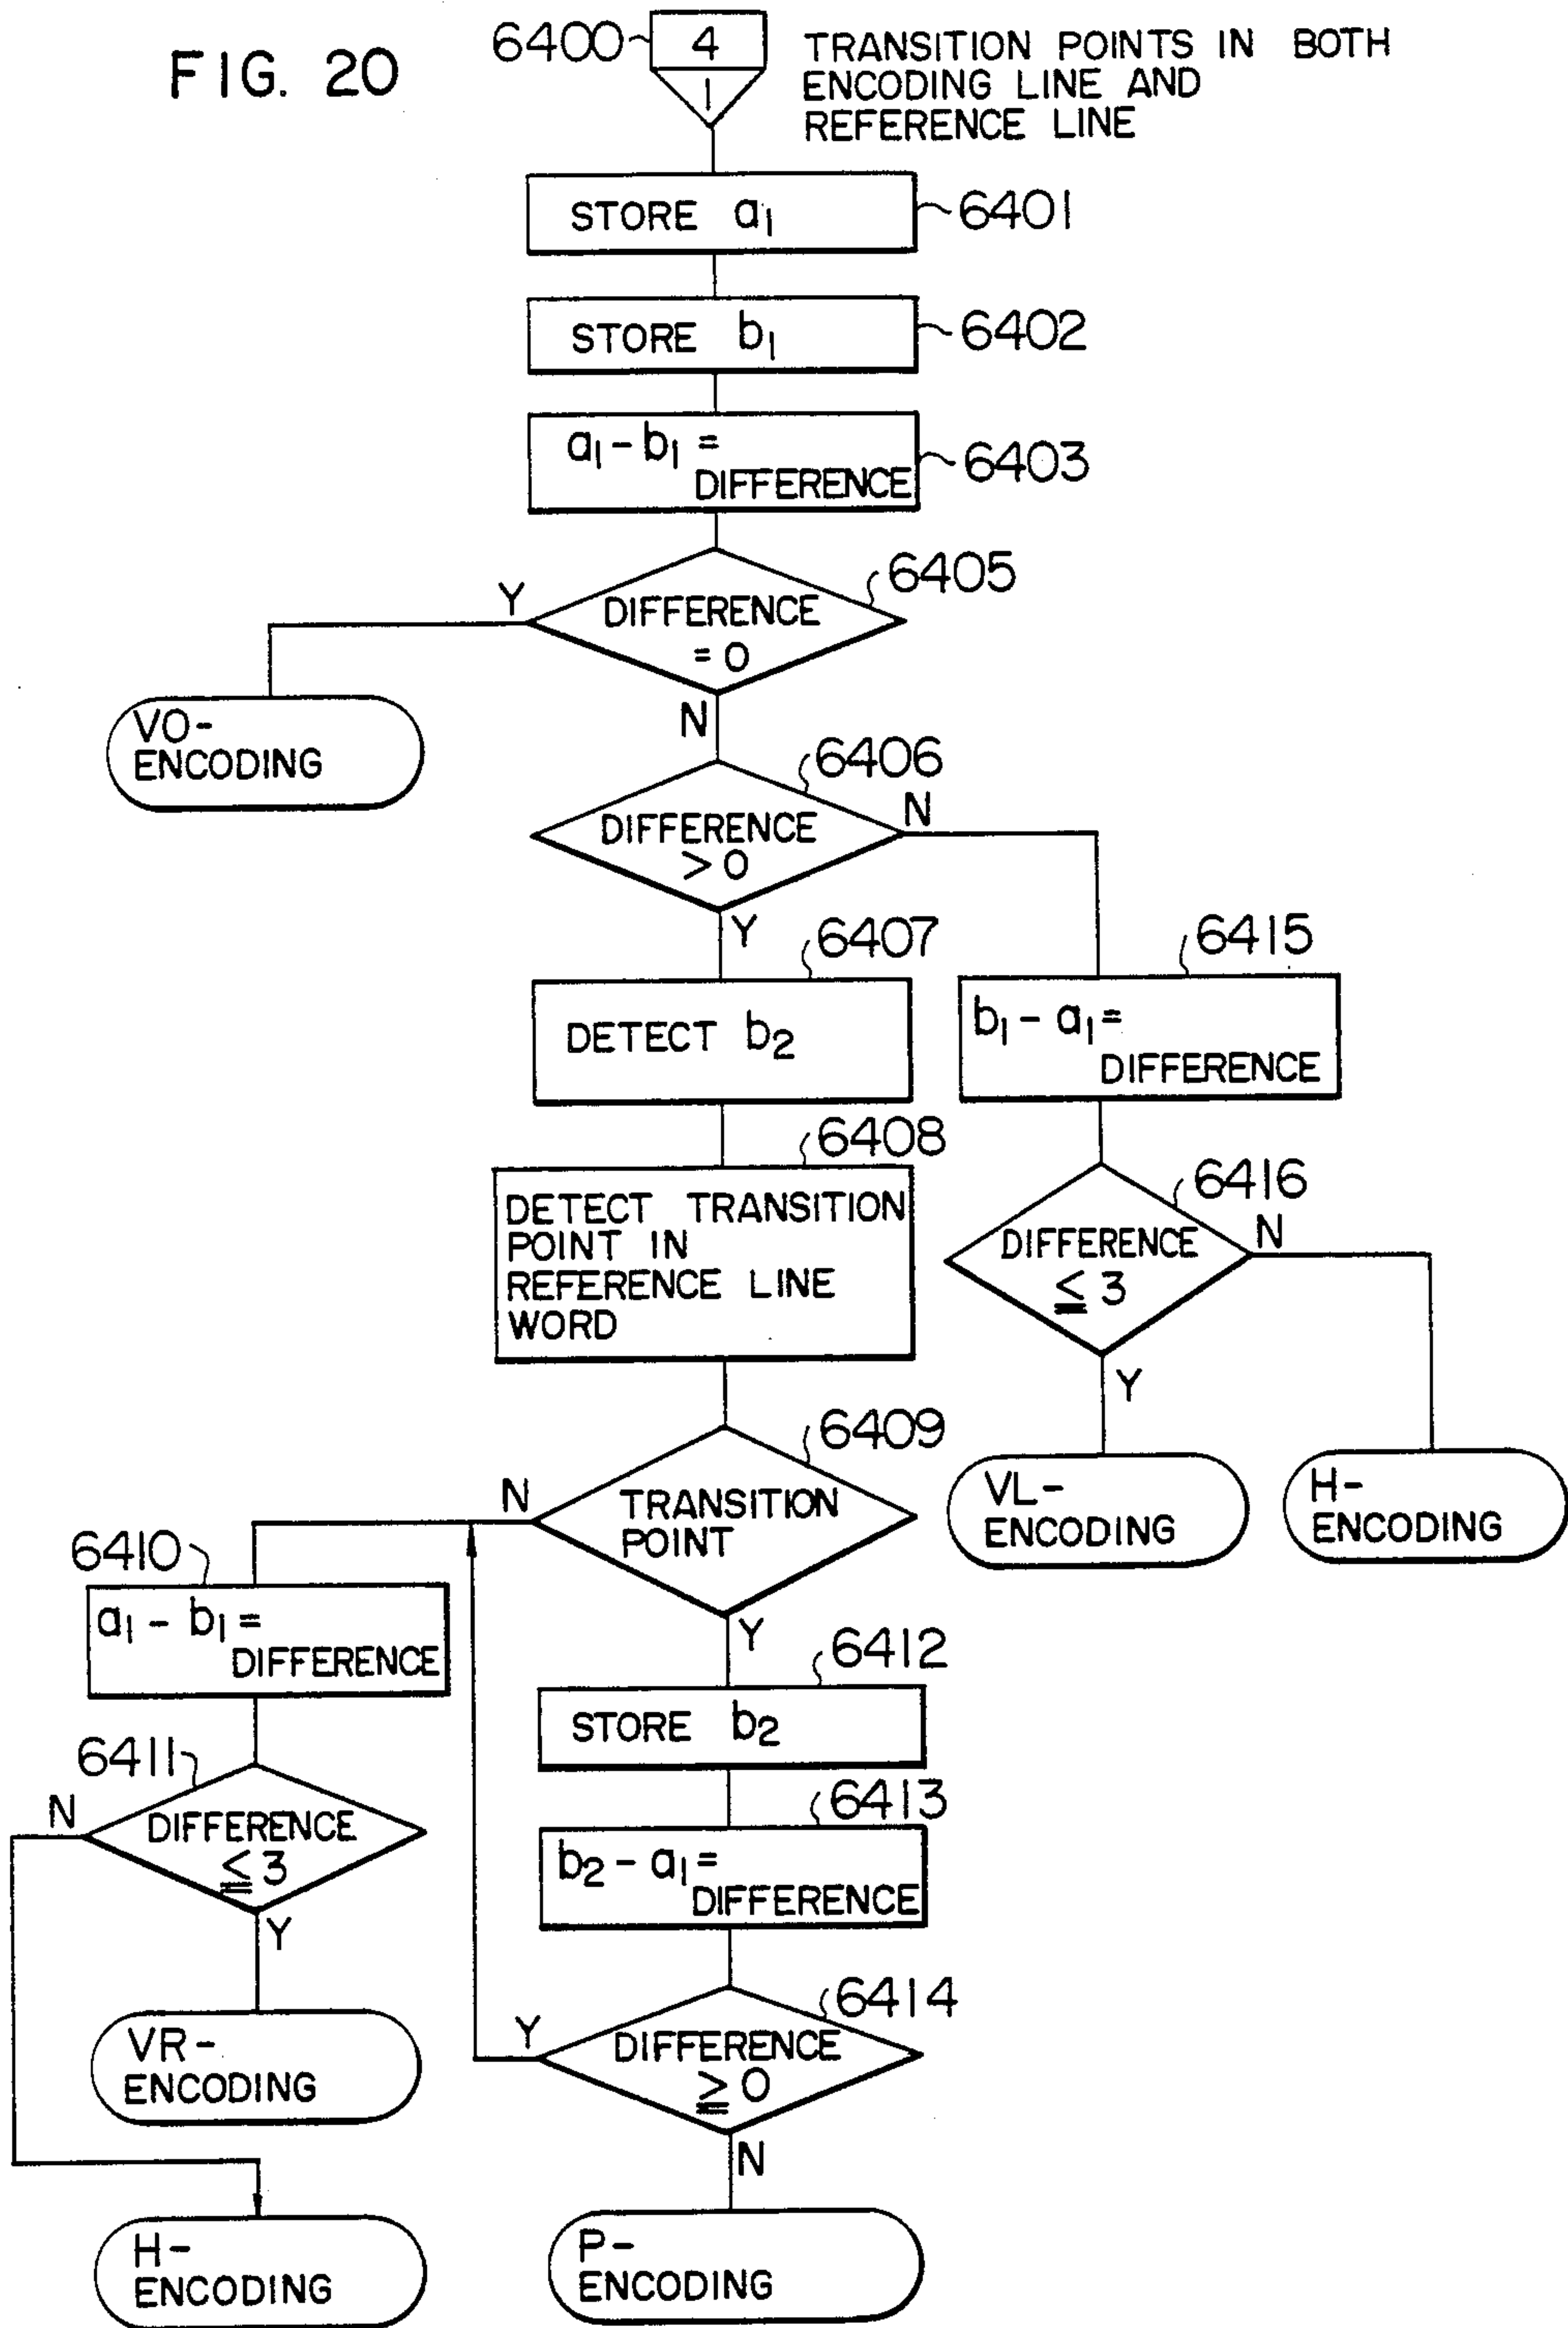 FIG. 20
6400
4
1
TRANSITION POINTS IN BOTH
ENCODING LINE AND
REFERENCE LINE
STORE a1
6401
STORE b1
6402
a1 - b1 =
DIFFERENCE
6403
6405
Y
DIFFERENCE
= 0
N
VO-
ENCODING
6406
N
DIFFERENCE
> 0
Y
6407
DETECT b2
6415
b1 - a1 =
DIFFERENCE
6408
DETECT TRANSITION
POINT IN
REFERENCE LINE
WORD
6416
N
DIFFERENCE
≦ 3
Y
VL-
ENCODING
H-
ENCODING
6409
N
TRANSITION
POINT
Y
6410
a1 - b1 =
DIFFERENCE
6412
STORE b2
6411
N
DIFFERENCE
≦ 3
Y
6413
b2 - a1 =
DIFFERENCE
6414
Y
DIFFERENCE
≧ 0
N
VR-
ENCODING
H-
ENCODING
P-
ENCODING